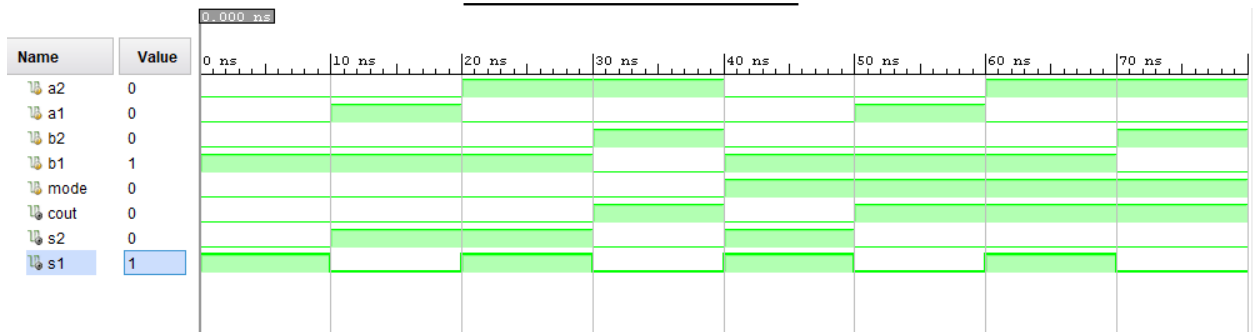 0.000 ns
Name Value 0 ns 10 ns 20 ns 30 ns 40 ns 50 ns 60 ns 70 ns
a2 0
a1 0
b2 0
b1 1
mode 0
cout 0
s2 0
s1 1